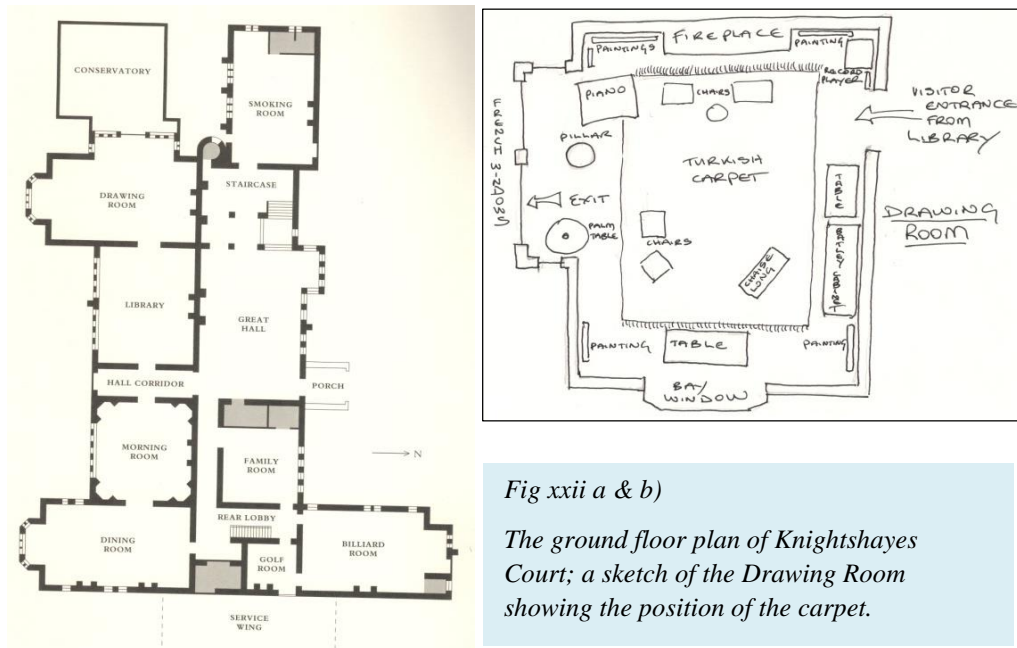 CONSERVATORY
SMOKING
ROOM
DRAWING
ROOM
STAIRCASE
LIBRARY
GREAT
HALL
HALL CORRIDOR
PORCH
MORNING
ROOM
FAMILY
ROOM
N
REAR LOBBY
DINING
ROOM
GOLF
ROOM
BILLIARD
ROOM
SERVICE
WING
FIREPLACE
PAINTINGS
PAINTING
RECORD
PLAYER
PIANO
CHAIRS
VISITOR
ENTRANCE
FROM
LIBRARY
FRENCH
PILLAR
TURKISH
CARPET
TABLE
EXIT
DRAWING
ROOM
PALM
TABLE
CHAIRS
CHAISE
LONG
PAINTING
TABLE
PAINTING
BAY
WINDOW
Fig xxii a & b)
The ground floor plan of Knightshayes
Court; a sketch of the Drawing Room
showing the position of the carpet.